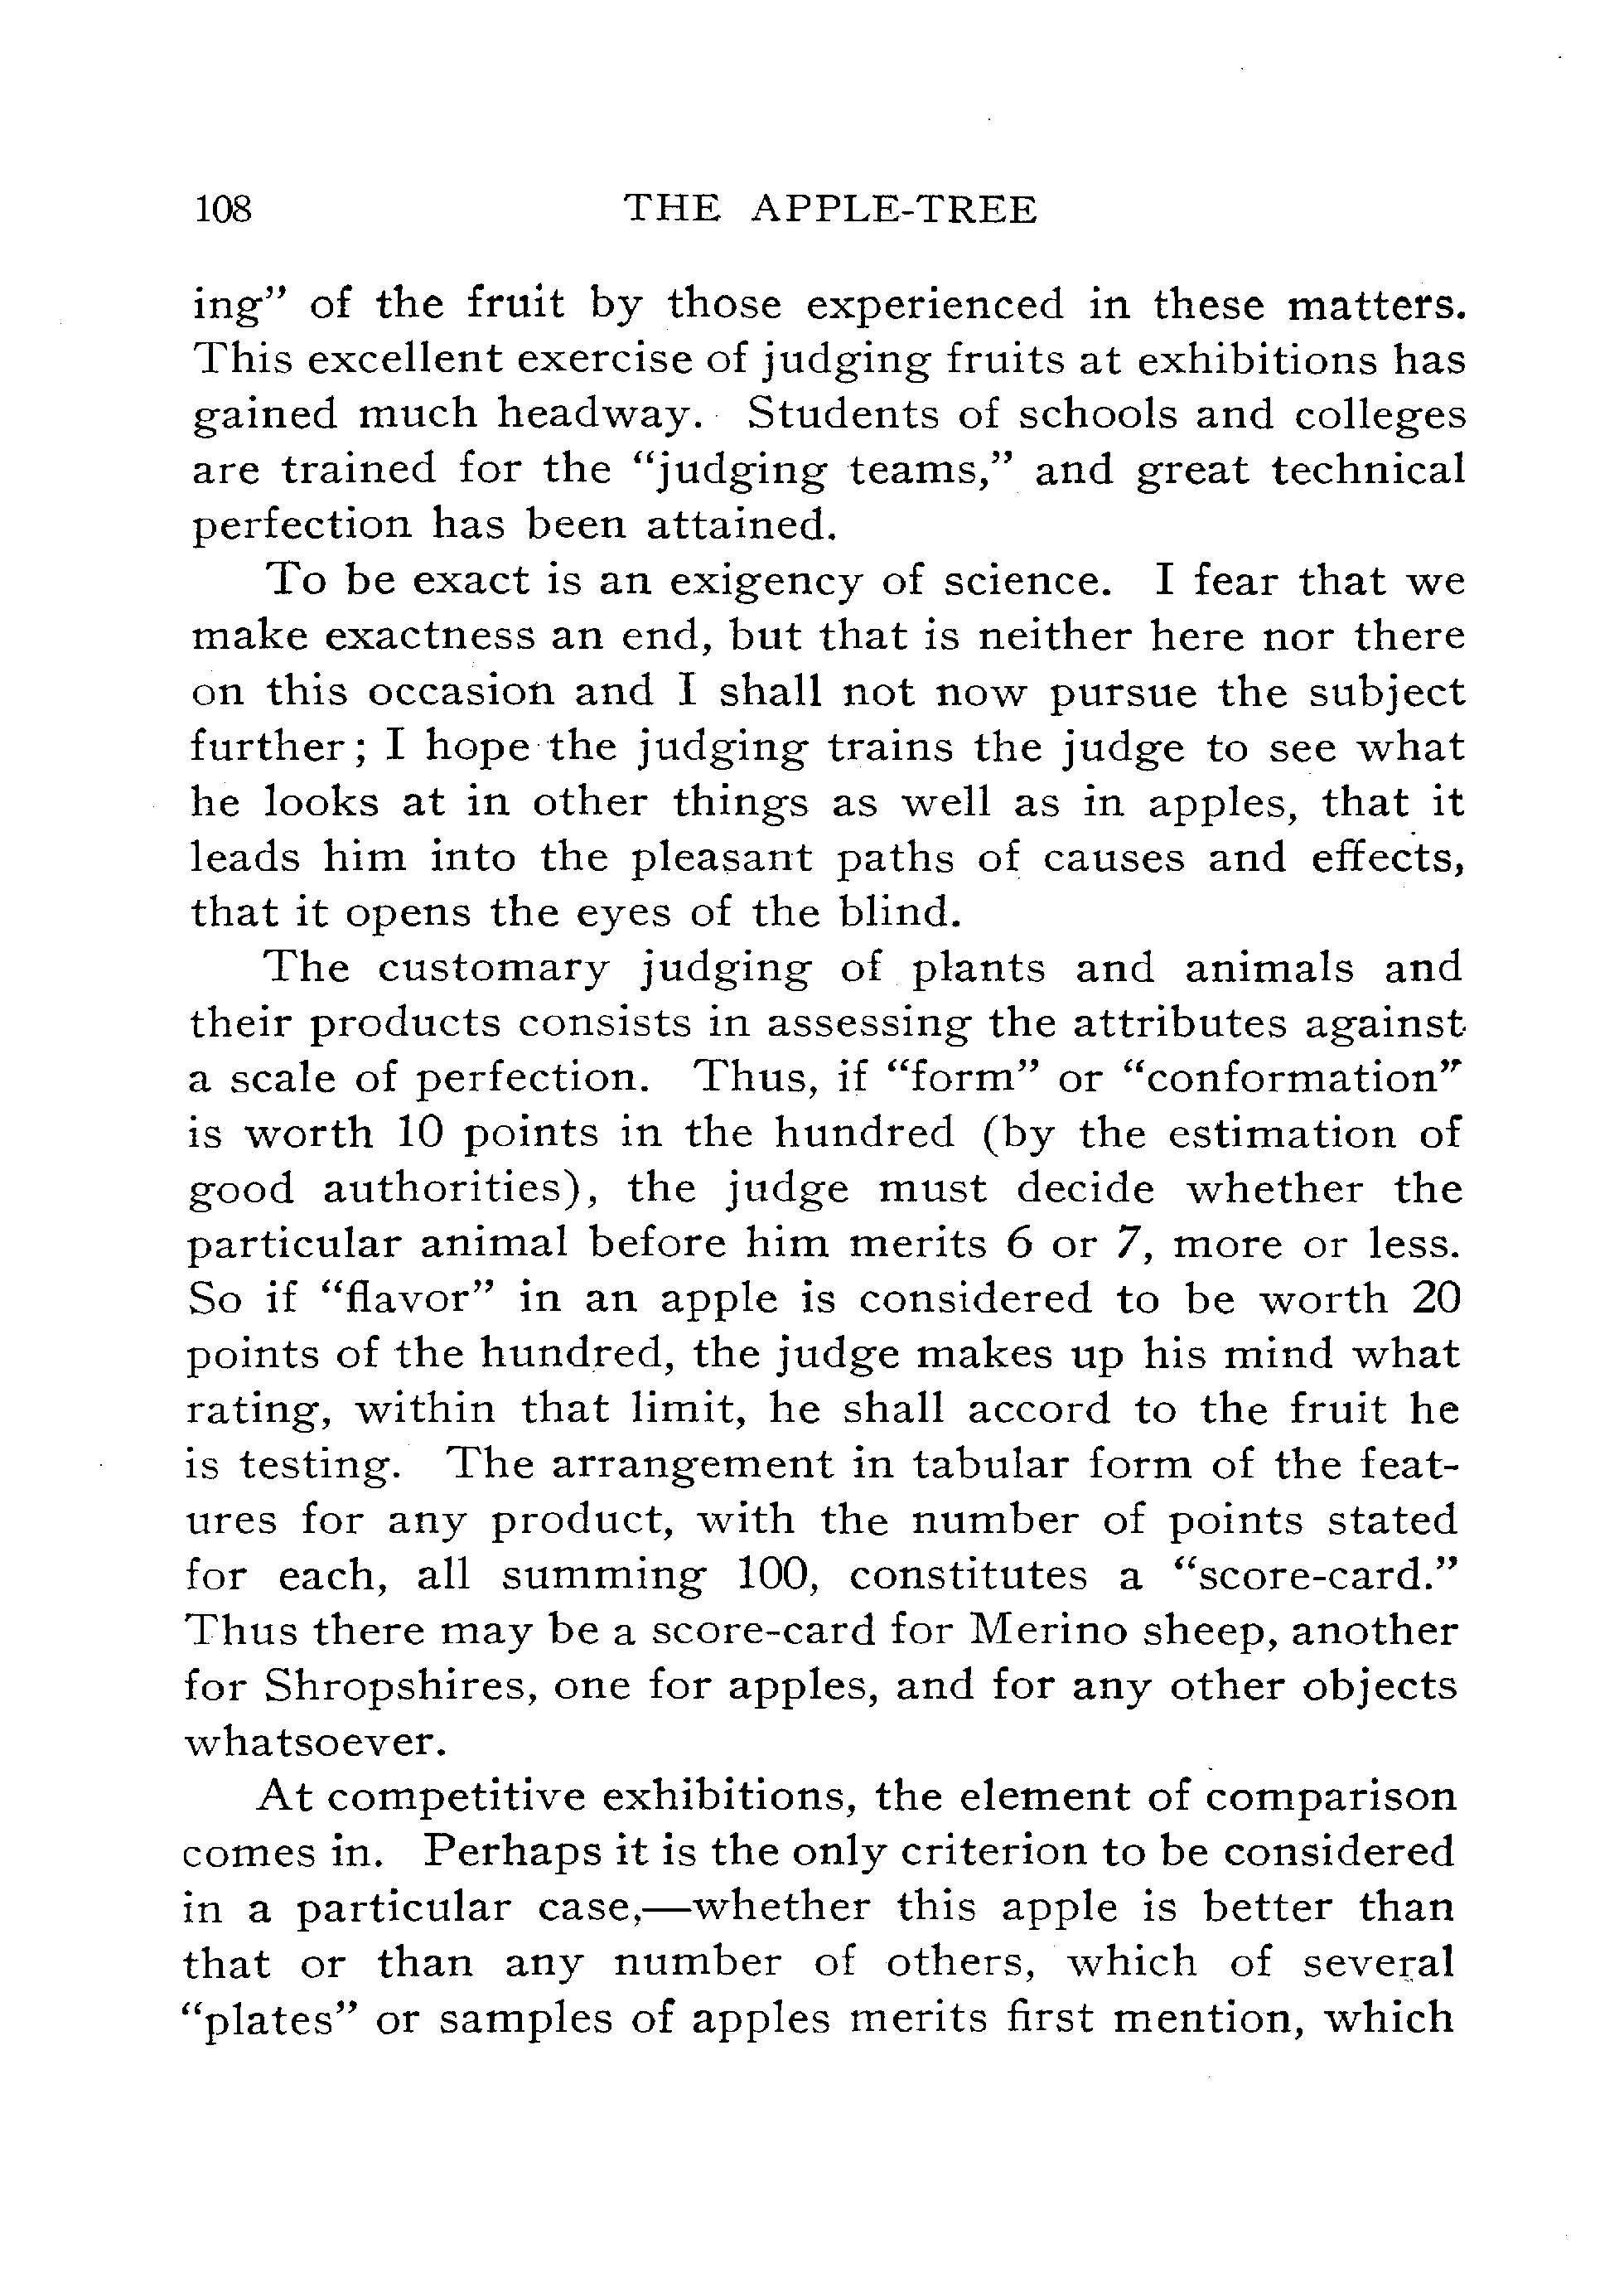 108 THE APPLE-TREE
ing” of the fruit by those experienced in these matters.
This excellent exercise of judging fruits at exhibitions has
gained much headway. Students of schools and colleges
are trained for the “judging teams,” and great technical
perfection has been attained.
To be exact is an exigency of science. I fear that we
make exactness an end, but that is neither here nor there
on this occasion and I shall not now pursue the subject
further; I hope the judging trains the judge to see what
he looks at in other things as well as in apples, that it
leads him into the pleasant paths of causes and effects,
that it opens the eyes of the blind.
The customary judging of plants and animals and
their products consists in assessing the attributes against
a scale of perfection. Thus, if “form” or “conformation”
is worth 10 points in the hundred (by the estimation of
good authorities), the judge must decide whether the
particular animal before him merits 6 or 7, more or less.
So if “flavor” in an apple is considered to be worth 20
points of the hundred, the judge makes up his mind what
rating, within that limit, he shall accord to the fruit he
is testing. The arrangement in tabular form of the feat-
ures for any product, with the number of points stated
for each, all summing 100, constitutes a “score-card.”
Thus there may be a score-card for Merino sheep, another
for Shropshires, one for apples, and for any other objects
whatsoever.
At competitive exhibitions, the element of comparison
comes in. Perhaps it is the only criterion to be considered
in a particular case,—whether this apple is better than
that or than any number of others, which of several
“plates” or samples of apples merits first mention, which